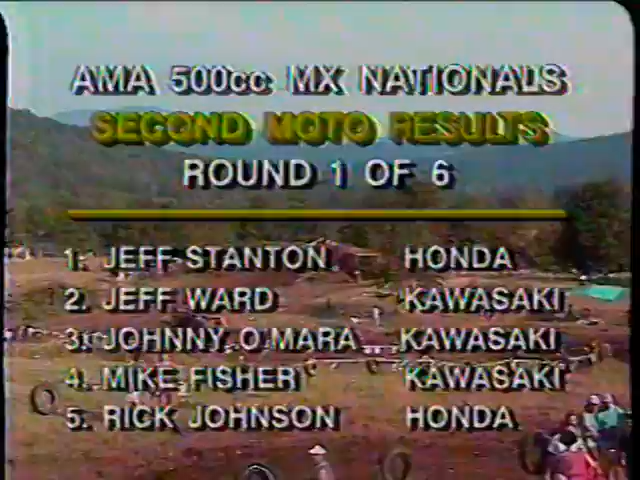 AMA 500cc MX NATIONALS
SECOND MOTO RESULTS
ROUND 1 OF 6
1. JEFF STANTON HONDA
2. JEFF WARD KAWASAKI
3. JOHNNY O'MARA KAWASAKI
4. MIKE FISHER KAWASAKI
5. RICK JOHNSON HONDA